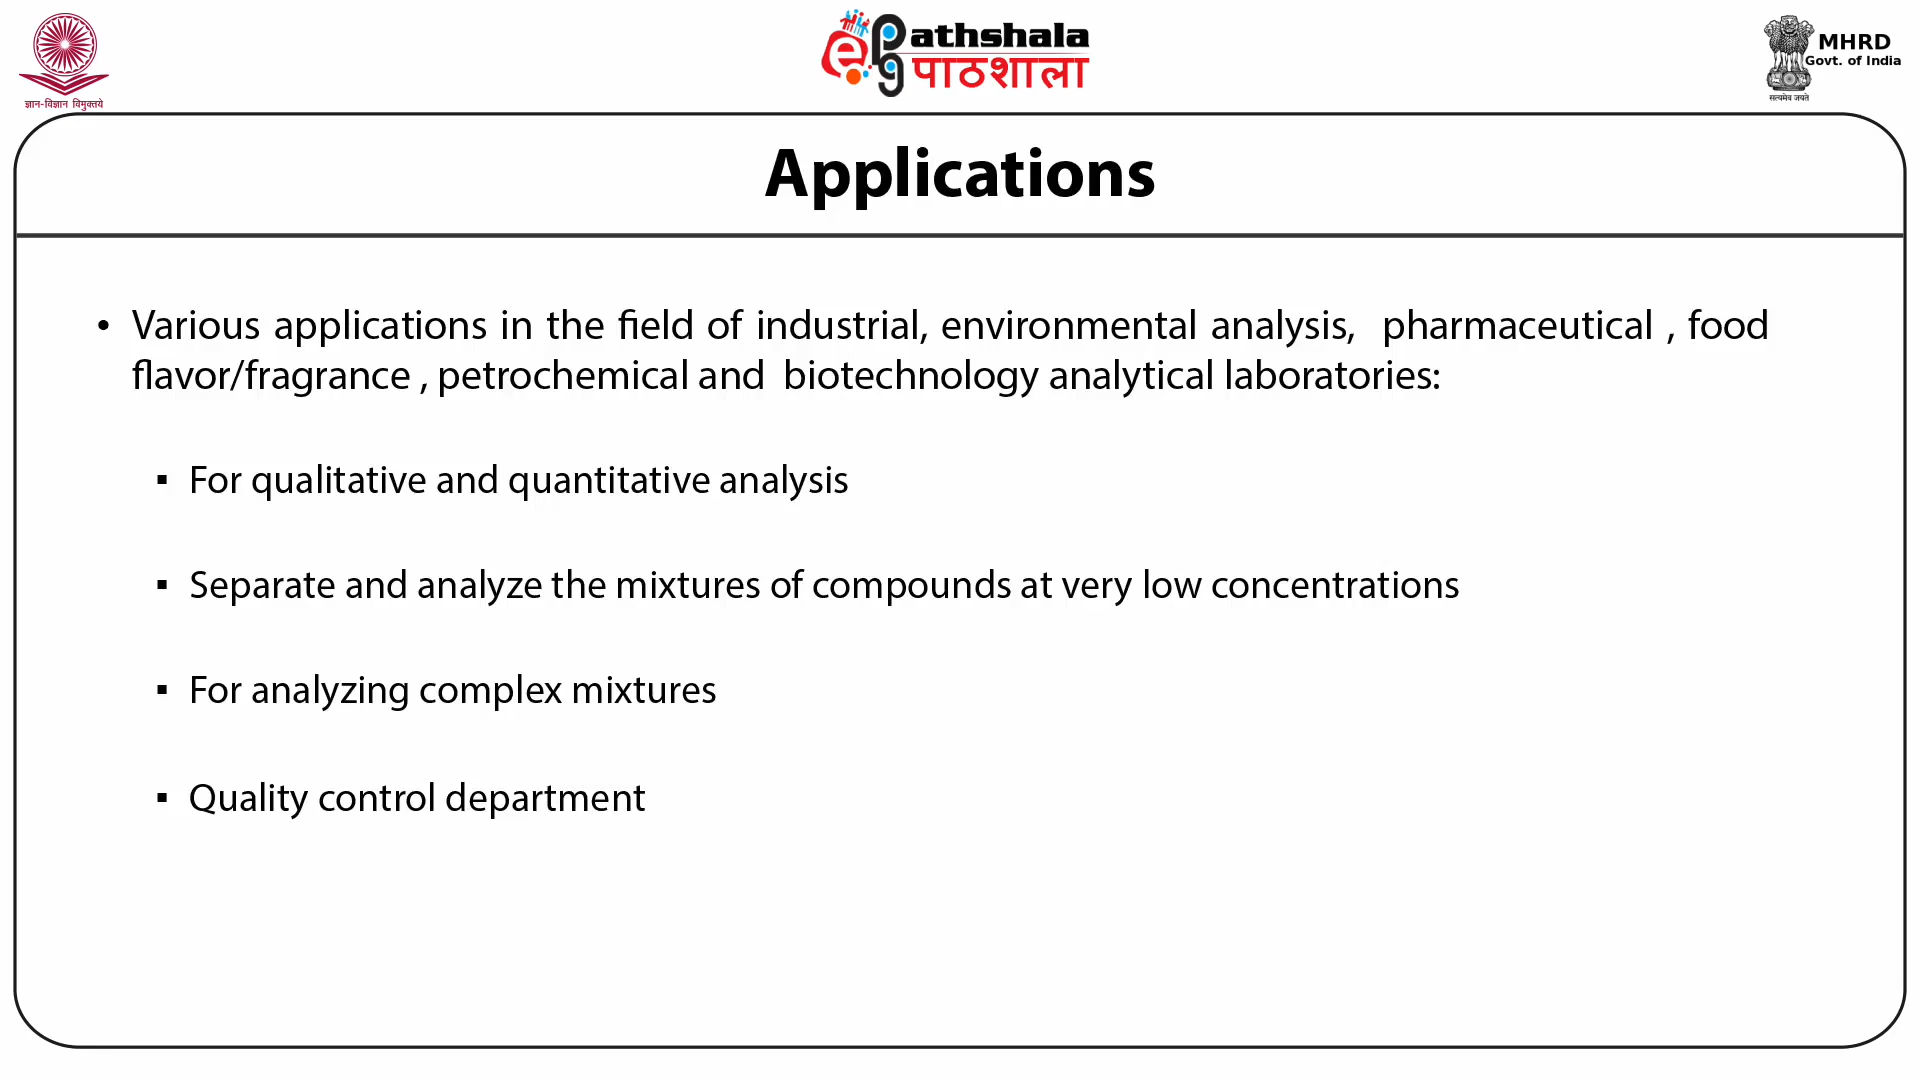 ज्ञान-विज्ञान विमुक्तये
ePathshala
पाठशाला
MHRD
Govt. of India
सत्यमेव जयते
Applications
• Various applications in the field of industrial, environmental analysis,  pharmaceutical , food
flavor/fragrance , petrochemical and  biotechnology analytical laboratories:
▪ For qualitative and quantitative analysis
▪ Separate and analyze the mixtures of compounds at very low concentrations
▪ For analyzing complex mixtures
▪ Quality control department